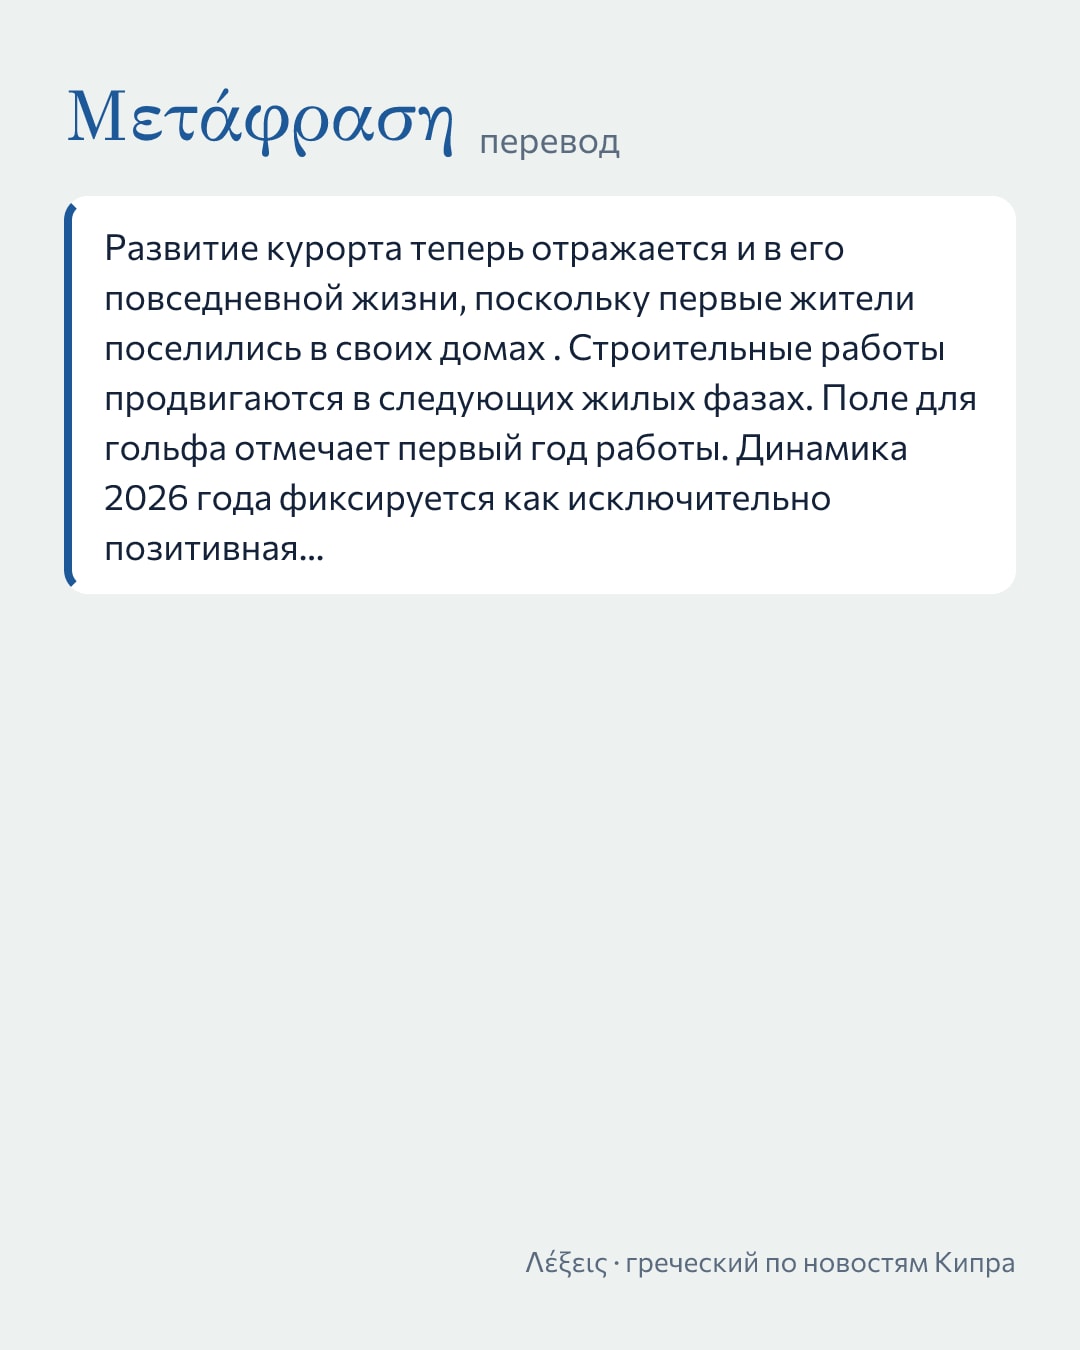 Μετάφραση перевод
Развитие курорта теперь отражается и в его
повседневной жизни, поскольку первые жители
поселились в своих домах . Строительные работы
продвигаются в следующих жилых фазах. Поле для
гольфа отмечает первый год работы. Динамика
2026 года фиксируется как исключительно
позитивная...
Λέξεις · греческий по новостям Кипра